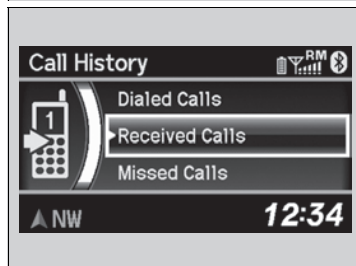 Call History
RM
Dialed Calls
1
Received Calls
Missed Calls
NW
12:34